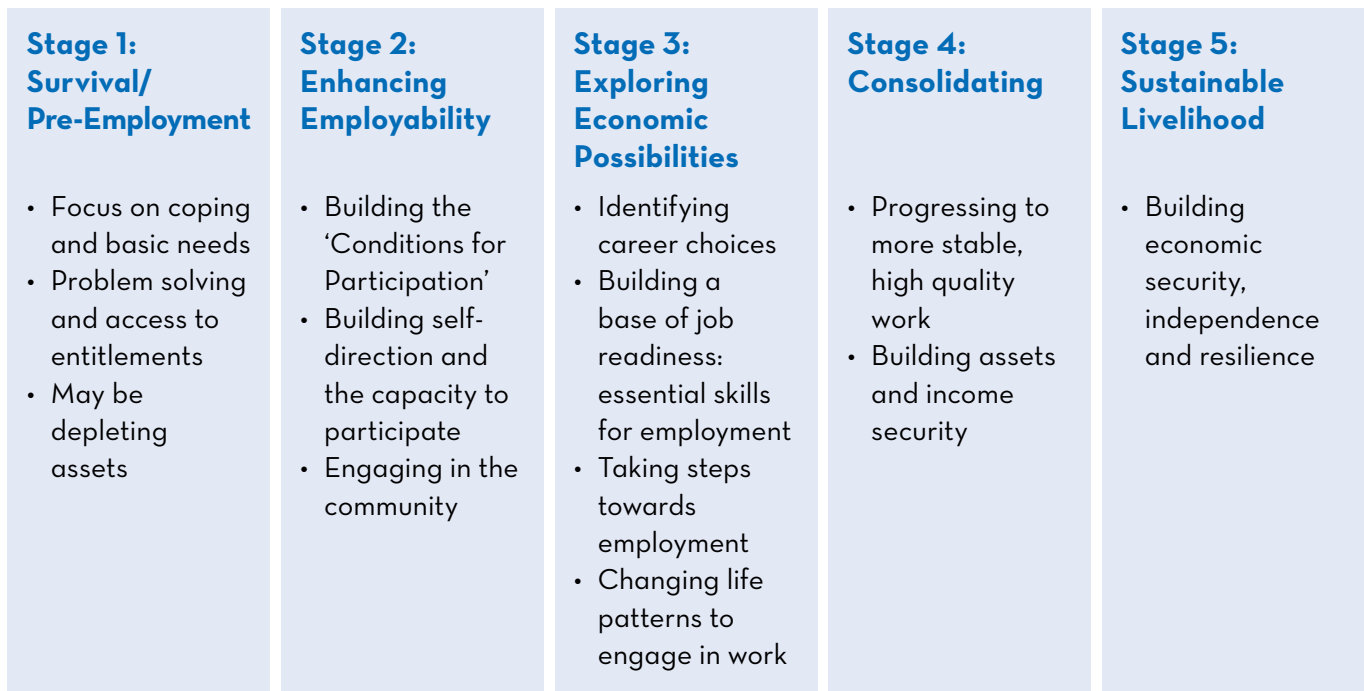 Stage 1:
Survival/
Pre-Employment
• Focus on coping
and basic needs
• Problem solving
and access to
entitlements
• May be
depleting
assets
Stage 2:
Enhancing
Employability
• Building the
‘Conditions for
Participation’
• Building self-
direction and
the capacity to
participate
• Engaging in the
community
Stage 3:
Exploring
Economic
Possibilities
• Identifying
career choices
• Building a
base of job
readiness:
essential skills
for employment
• Taking steps
towards
employment
• Changing life
patterns to
engage in work
Stage 4:
Consolidating
• Progressing to
more stable,
high quality
work
• Building assets
and income
security
Stage 5:
Sustainable
Livelihood
• Building
economic
security,
independence
and resilience